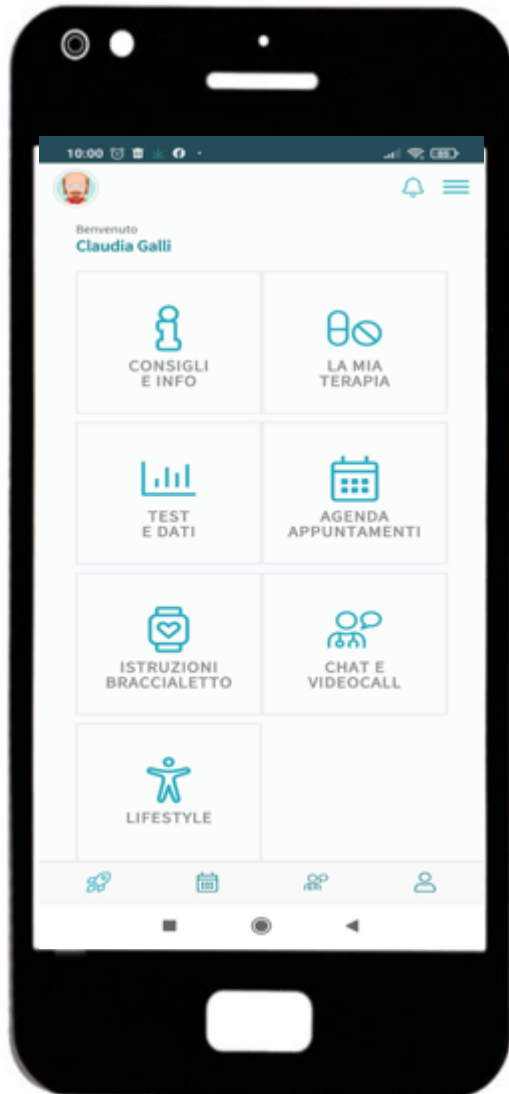 10:00
Benvenuto
Claudia Galli
CONSIGLI
E INFO
LA MIA
TERAPIA
TEST
E DATI
AGENDA
APPUNTAMENTI
ISTRUZIONI
BRACCIALETTO
CHAT E
VIDEOCALL
LIFESTYLE